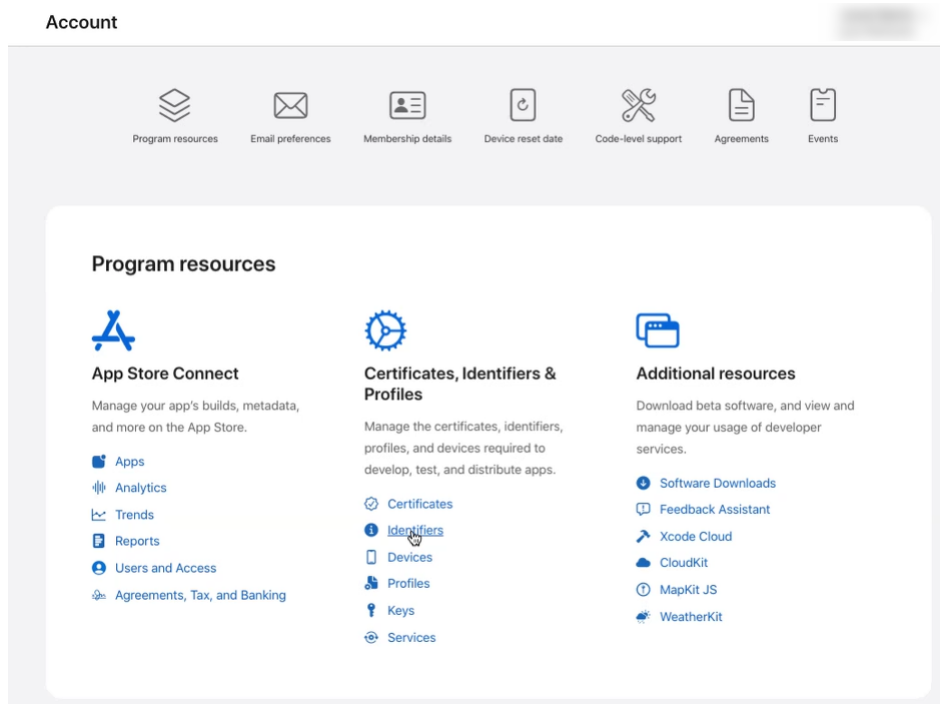 Account
Program resources
Email preferences
Membership details
Device reset date
Code-level support
Agreements
Events
Program resources
App Store Connect
Manage your app's builds, metadata,
and more on the App Store.
Apps
Analytics
Trends
Reports
Users and Access
Agreements, Tax, and Banking
Certificates, Identifiers &
Profiles
Manage the certificates, identifiers,
profiles, and devices required to
develop, test, and distribute apps.
Certificates
Identifiers
Devices
Profiles
Keys
Services
Additional resources
Download beta software, and view and
manage your usage of developer
services.
Software Downloads
Feedback Assistant
Xcode Cloud
CloudKit
MapKit JS
WeatherKit